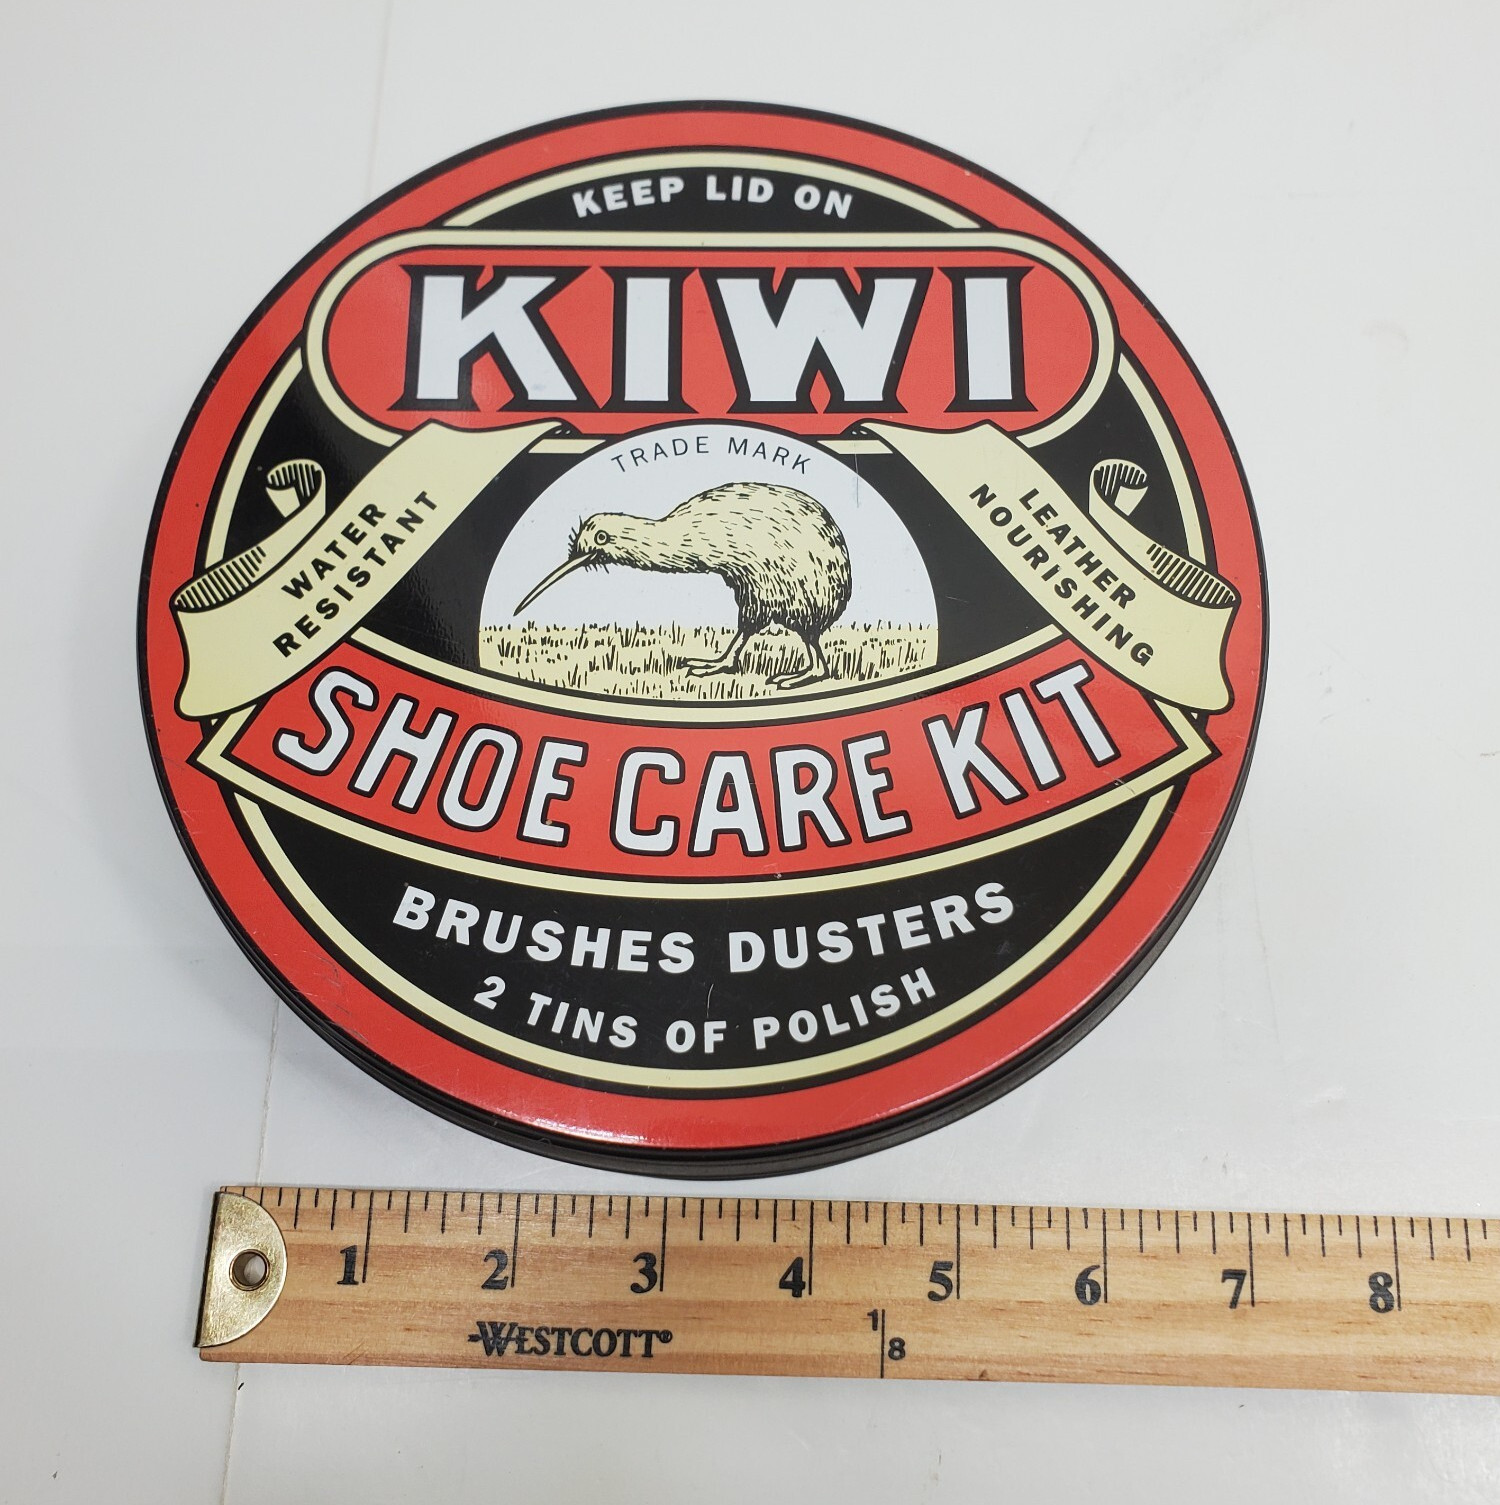 KEEP LID ON
KIWI
TRADE MARK
WATER
RESISTANT
LEATHER
NOURISHING
SHOE CARE KIT
BRUSHES DUSTERS
2 TINS OF POLISH
1 2 3 4 5 6 7 8
WESTCOTT®
1 8